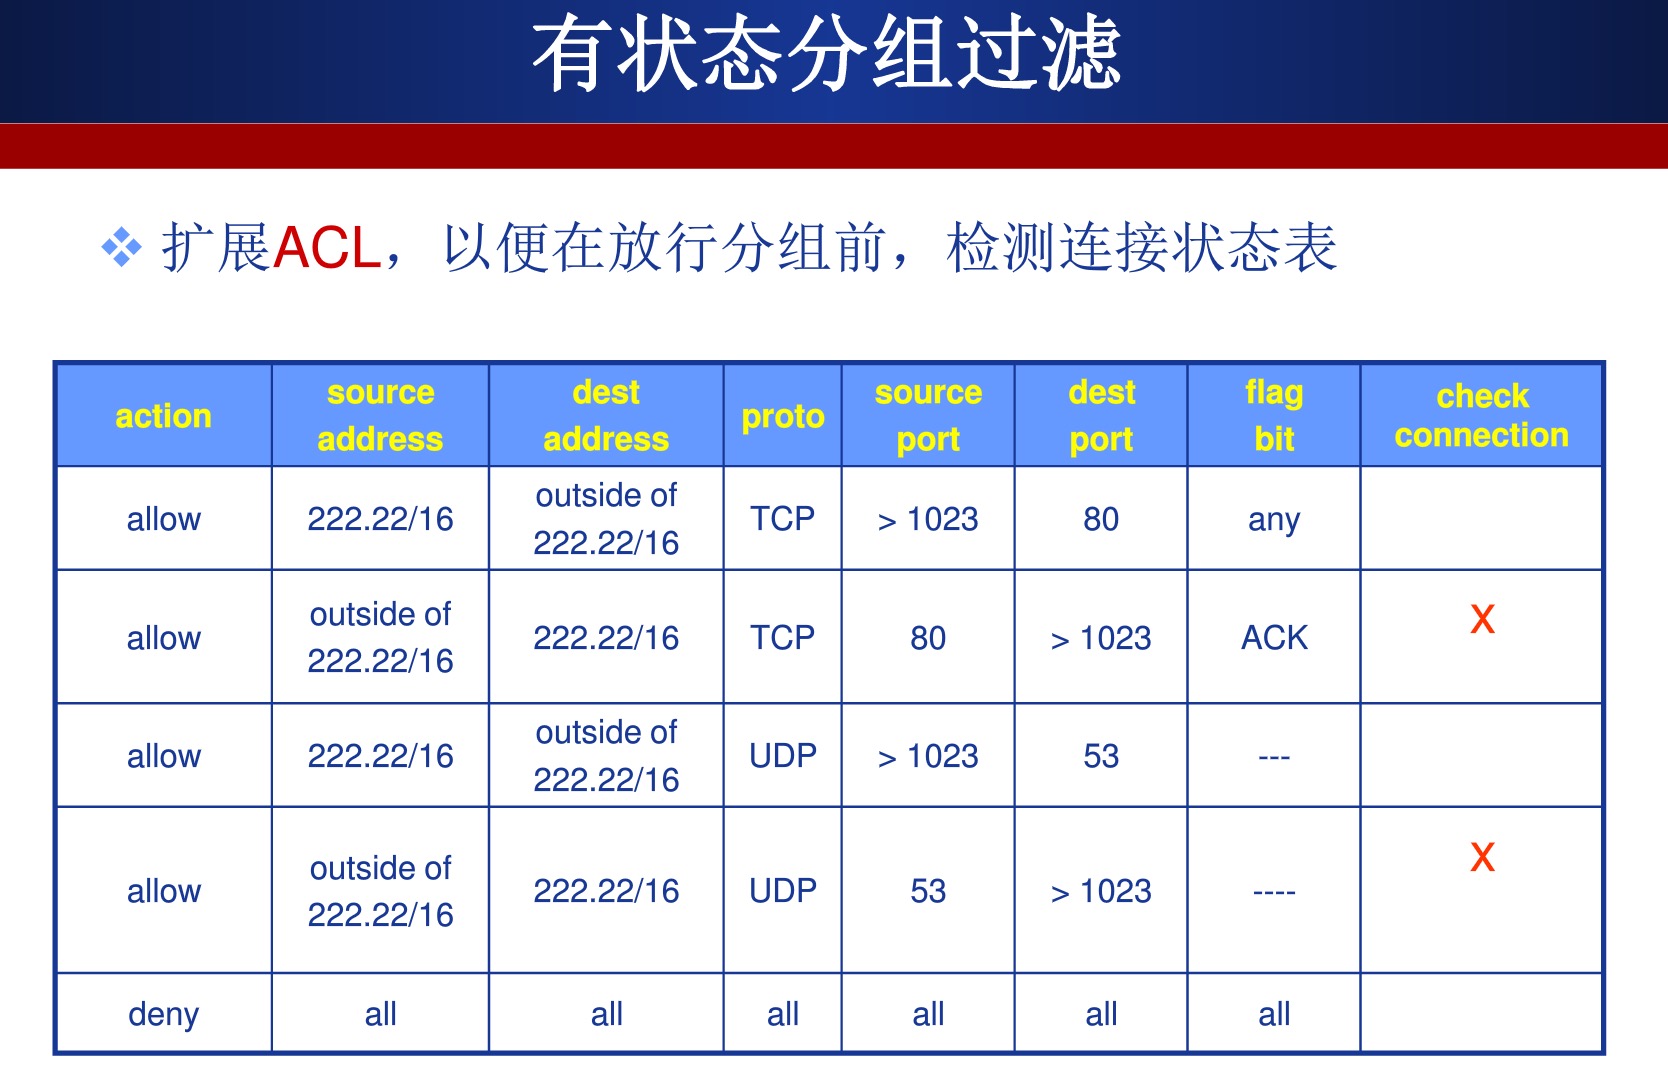 有状态分组过滤
扩展ACL，以便在放行分组前，检测连接状态表
action | source address | dest address | proto | source port | dest port | flag bit | check connection
allow | 222.22/16 | outside of 222.22/16 | TCP | > 1023 | 80 | any |
allow | outside of 222.22/16 | 222.22/16 | TCP | 80 | > 1023 | ACK | X
allow | 222.22/16 | outside of 222.22/16 | UDP | > 1023 | 53 | --- |
allow | outside of 222.22/16 | 222.22/16 | UDP | 53 | > 1023 | ---- | X
deny | all | all | all | all | all | all |